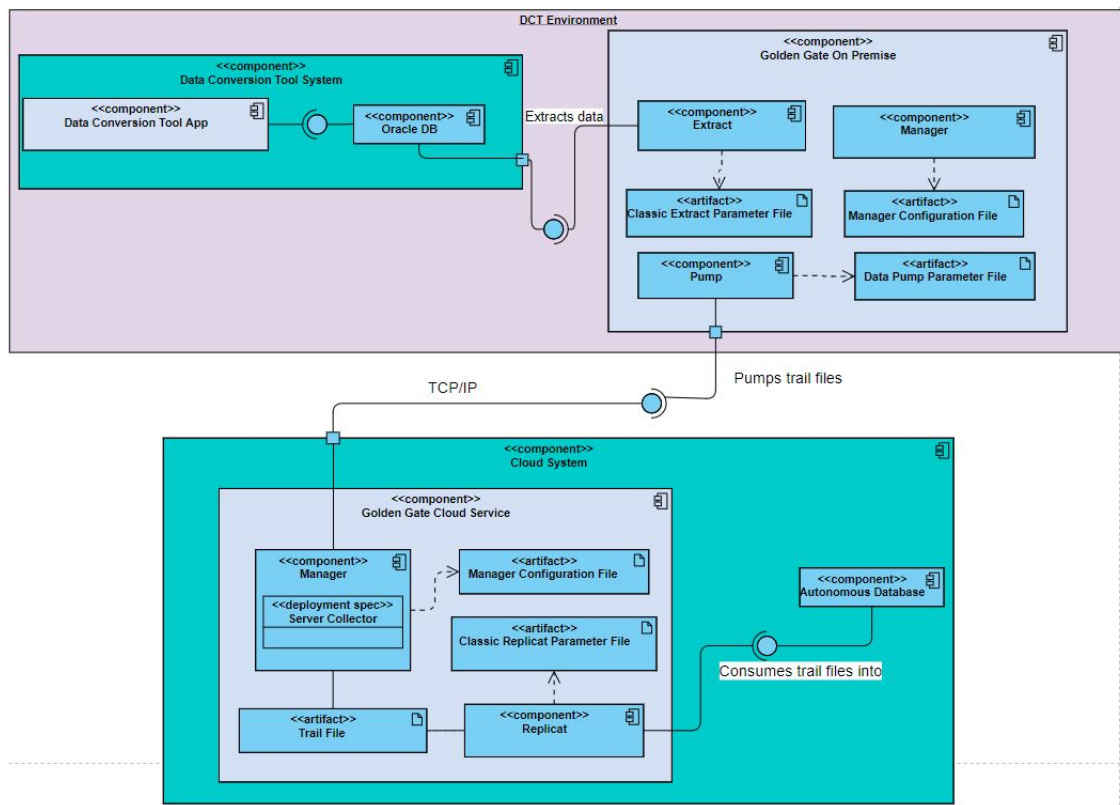 DCT Environment
<<component>>
Data Conversion Tool System
<<component>>
Data Conversion Tool App
<<component>>
Oracle DB
Extracts data
<<component>>
Golden Gate On Premise
<<component>>
Extract
<<component>>
Manager
<<artifact>>
Classic Extract Parameter File
<<artifact>>
Manager Configuration File
<<component>>
Pump
<<artifact>>
Data Pump Parameter File
TCP/IP
Pumps trail files
<<component>>
Cloud System
<<component>>
Golden Gate Cloud Service
<<component>>
Manager
<<deployment spec>>
Server Collector
<<artifact>>
Manager Configuration File
<<artifact>>
Classic Replicat Parameter File
<<component>>
Autonomous Database
Consumes trail files into
<<artifact>>
Trail File
<<component>>
Replicat